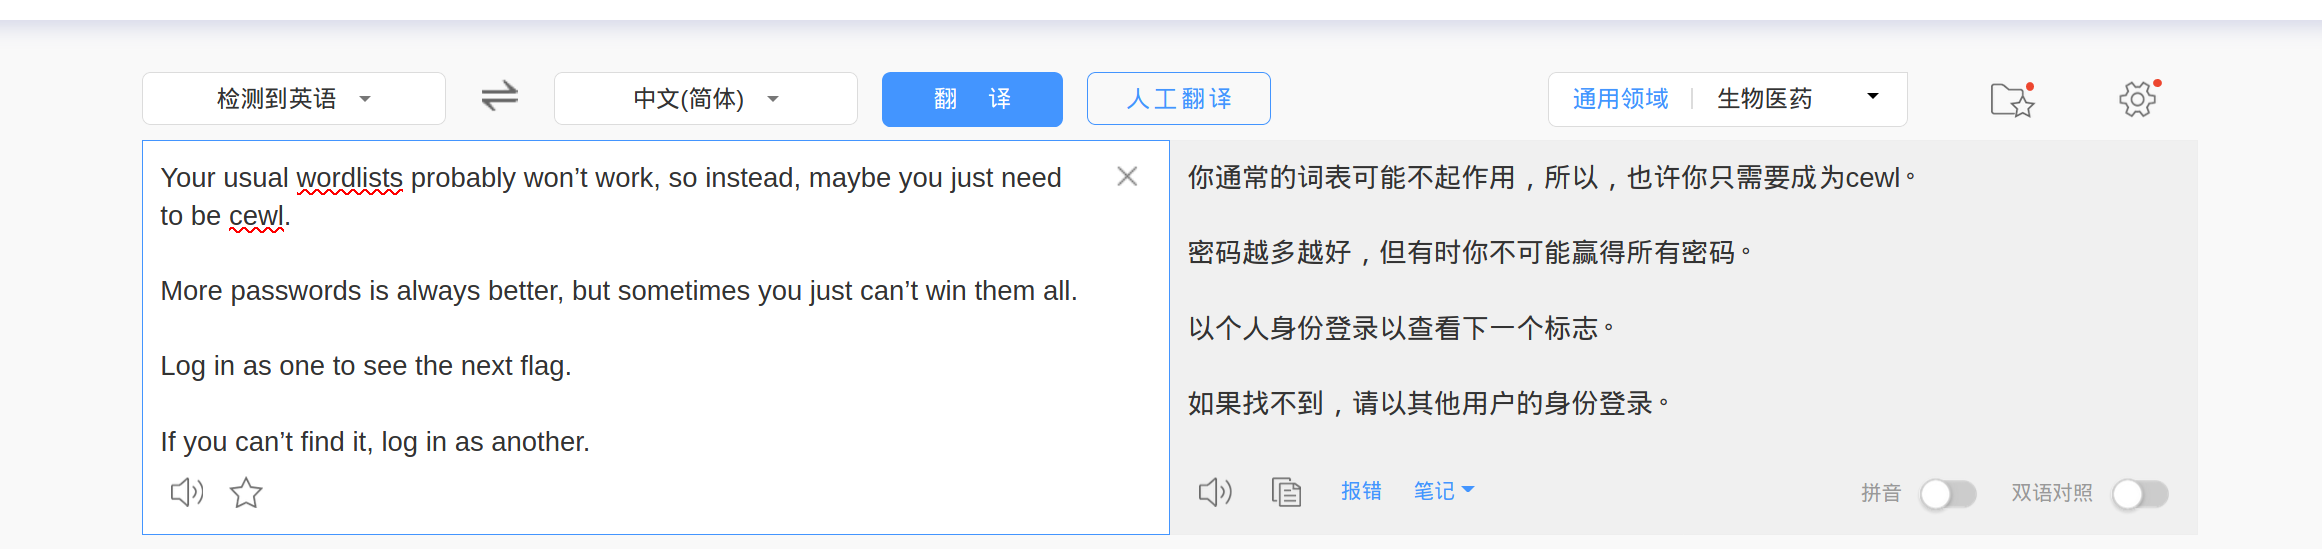 检测到英语
中文(简体)
翻 译
人工翻译
通用领域
生物医药
Your usual wordlists probably won’t work, so instead, maybe you just need
to be cewl.
More passwords is always better, but sometimes you just can’t win them all.
Log in as one to see the next flag.
If you can’t find it, log in as another.
你通常的词表可能不起作用，所以，也许你只需要成为cewl。
密码越多越好，但有时你不可能赢得所有密码。
以个人身份登录以查看下一个标志。
如果找不到，请以其他用户的身份登录。
报错
笔记
拼音
双语对照